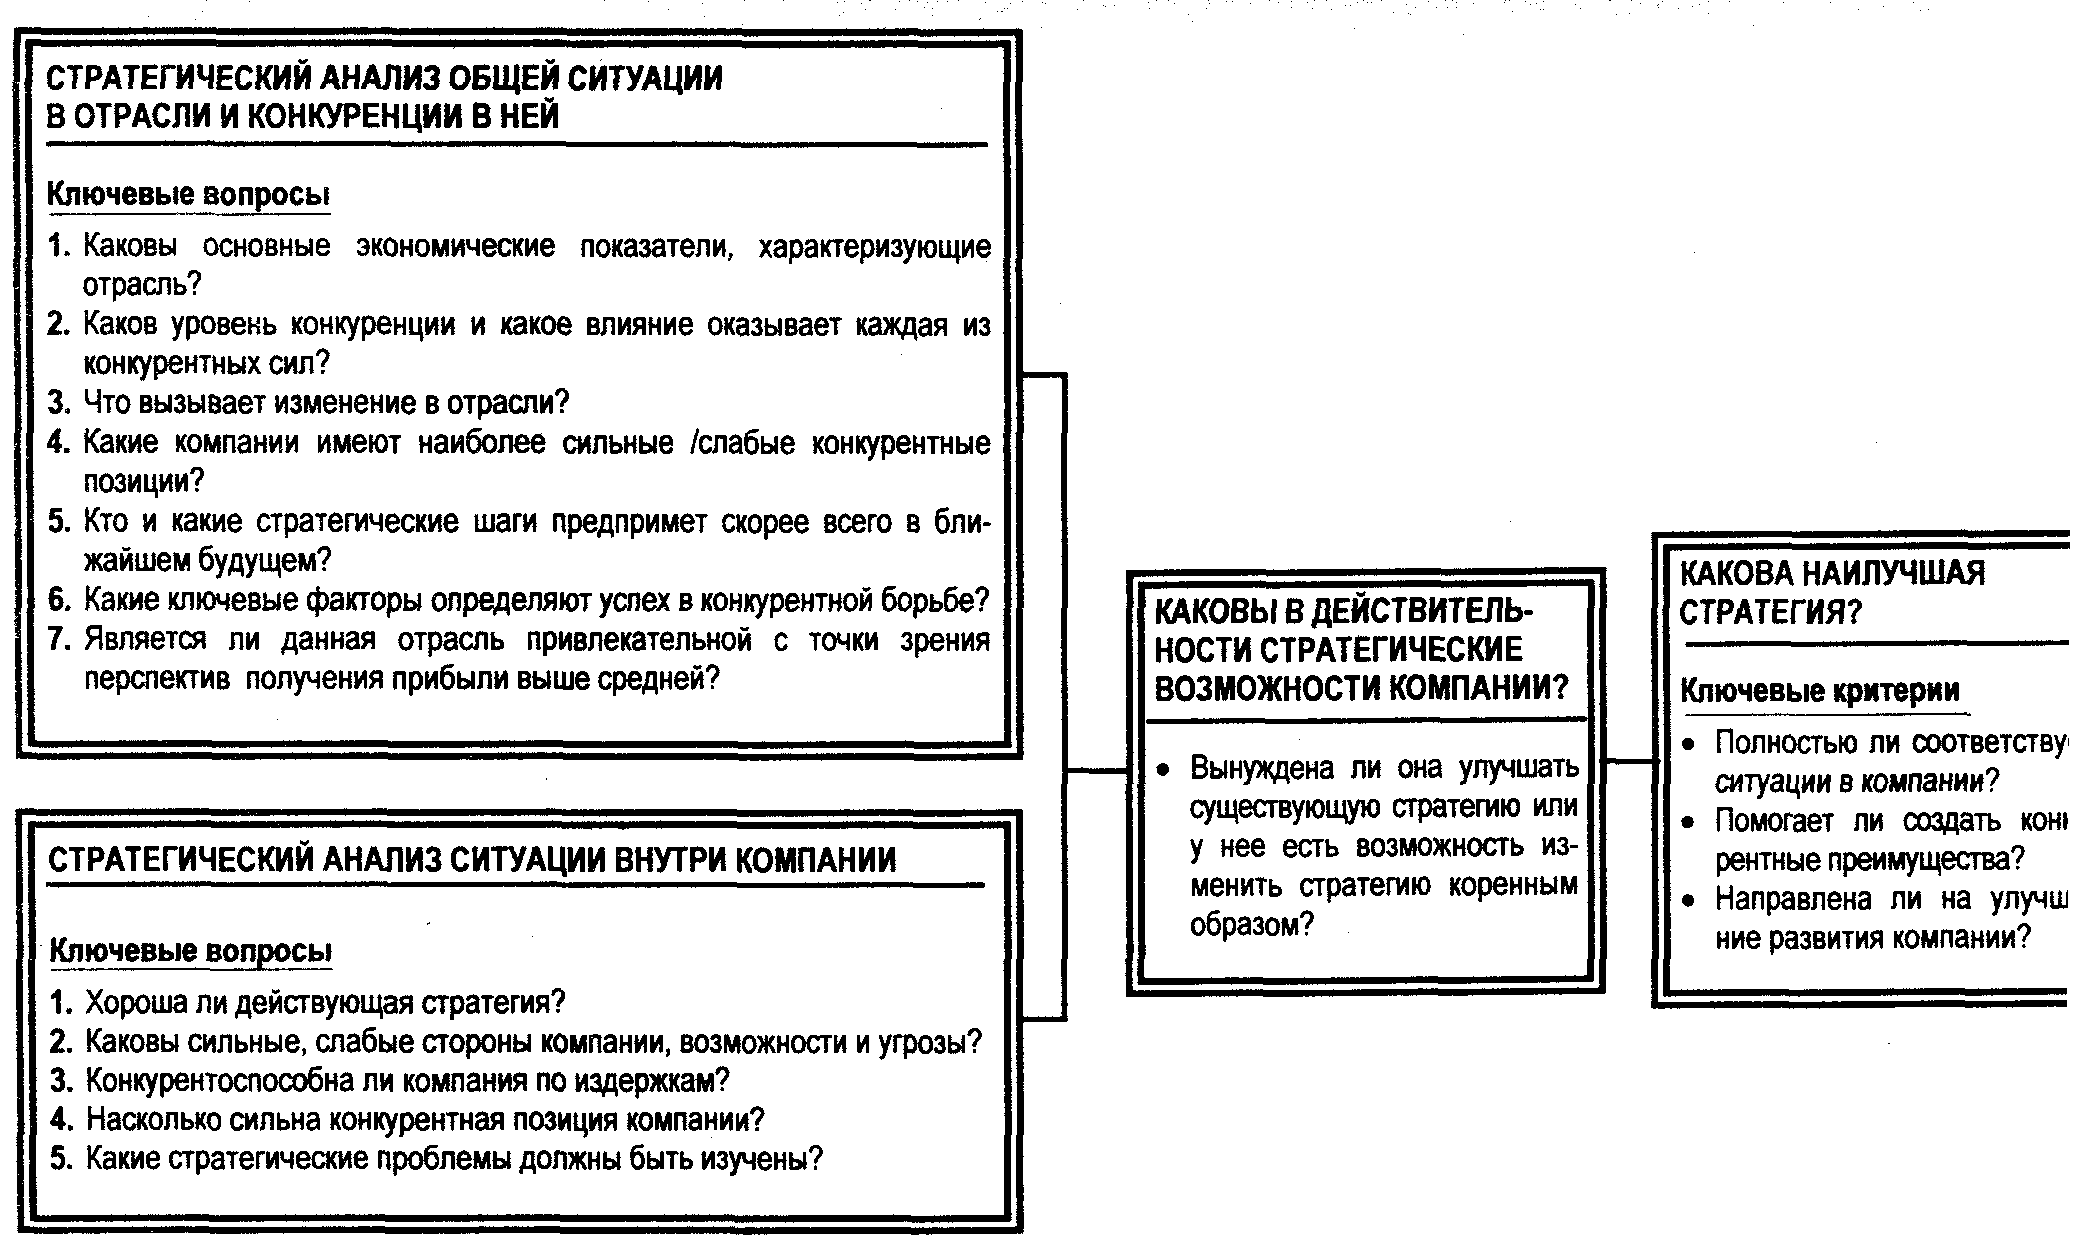 СТРАТЕГИЧЕСКИЙ АНАЛИЗ ОБЩЕЙ СИТУАЦИИ
В ОТРАСЛИ И КОНКУРЕНЦИИ В НЕЙ
Ключевые вопросы
1. Каковы основные экономические показатели, характеризующие
отрасль?
2. Каков уровень конкуренции и какое влияние оказывает каждая из
конкурентных сил?
3. Что вызывает изменение в отрасли?
4. Какие компании имеют наиболее сильные /слабые конкурентные
позиции?
5. Кто и какие стратегические шаги предпримет скорее всего в бли-
жайшем будущем?
6. Какие ключевые факторы определяют успех в конкурентной борьбе?
7. Является ли данная отрасль привлекательной с точки зрения
перспектив получения прибыли выше средней?
СТРАТЕГИЧЕСКИЙ АНАЛИЗ СИТУАЦИИ ВНУТРИ КОМПАНИИ
Ключевые вопросы
1. Хороша ли действующая стратегия?
2. Каковы сильные, слабые стороны компании, возможности и угрозы?
3. Конкурентоспособна ли компания по издержкам?
4. Насколько сильна конкурентная позиция компании?
5. Какие стратегические проблемы должны быть изучены?
КАКОВЫ В ДЕЙСТВИТЕЛЬ-
НОСТИ СТРАТЕГИЧЕСКИЕ
ВОЗМОЖНОСТИ КОМПАНИИ?
• Вынуждена ли она улучшать
существующую стратегию или
у нее есть возможность из-
менить стратегию коренным
образом?
КАКОВА НАИЛУЧШАЯ
СТРАТЕГИЯ?
Ключевые критерии
• Полностью ли соответству
ситуации в компании?
• Помогает ли создать кон
рентные преимущества?
• Направлена ли на улучш
ние развития компании?